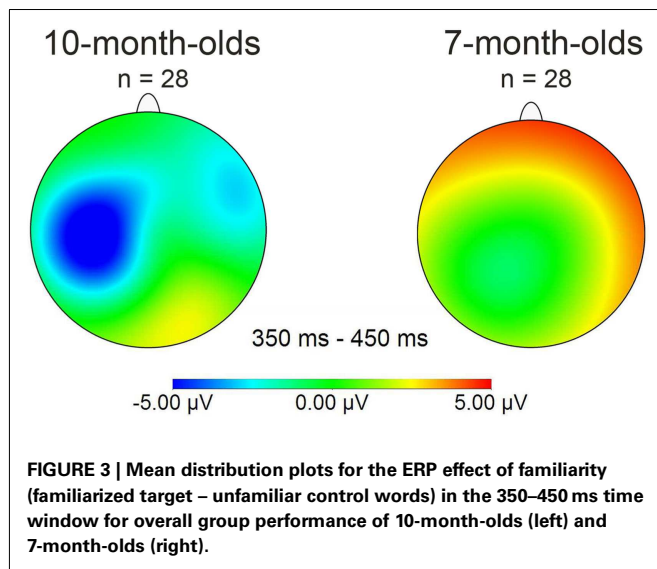 10-month-olds
n = 28
7-month-olds
n = 28
350 ms - 450 ms
-5.00 µV 0.00 µV 5.00 µV
FIGURE 3 | Mean distribution plots for the ERP effect of familiarity
(familiarized target – unfamiliar control words) in the 350–450 ms time
window for overall group performance of 10-month-olds (left) and
7-month-olds (right).